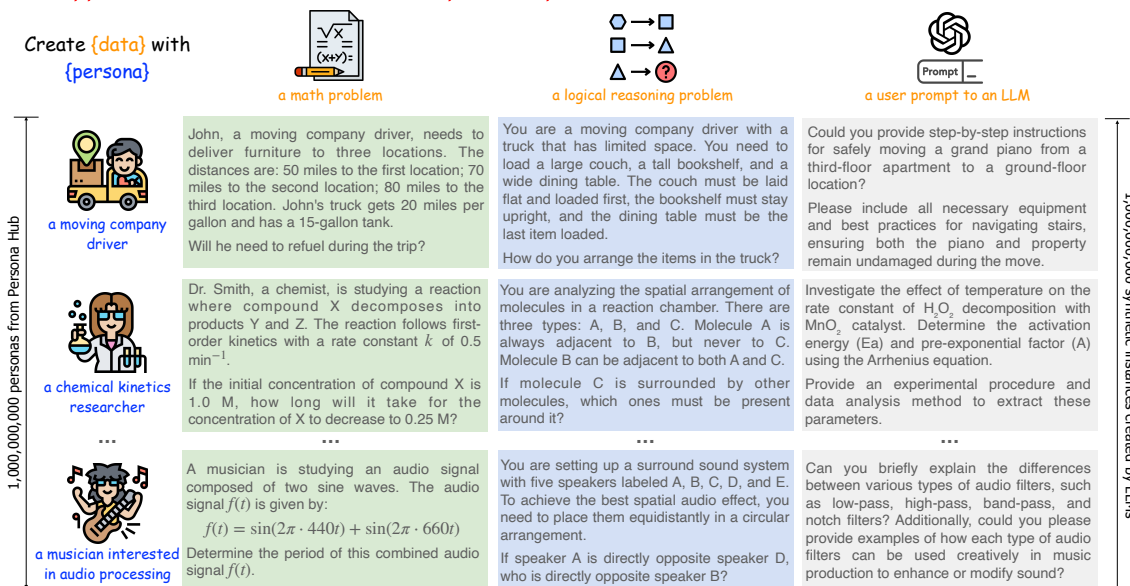 Create {data} with
{persona}
√x
(x+y)=
?
Prompt
a math problem
a logical reasoning problem
a user prompt to an LLM
1,000,000,000 personas from Persona Hub
a moving company
driver
John, a moving company driver, needs to
deliver furniture to three locations. The
distances are: 50 miles to the first location; 70
miles to the second location; 80 miles to the
third location. John's truck gets 20 miles per
gallon and has a 15-gallon tank.
Will he need to refuel during the trip?
You are a moving company driver with a
truck that has limited space. You need to
load a large couch, a tall bookshelf, and a
wide dining table. The couch must be laid
flat and loaded first, the bookshelf must stay
upright, and the dining table must be the
last item loaded.
How do you arrange the items in the truck?
Could you provide step-by-step instructions
for safely moving a grand piano from a
third-floor apartment to a ground-floor
location?
Please include all necessary equipment
and best practices for navigating stairs,
ensuring both the piano and property
remain undamaged during the move.
a chemical kinetics
researcher
Dr. Smith, a chemist, is studying a reaction
where compound X decomposes into
products Y and Z. The reaction follows first-
order kinetics with a rate constant k of 0.5
min⁻¹.
If the initial concentration of compound X is
1.0 M, how long will it take for the
concentration of X to decrease to 0.25 M?
You are analyzing the spatial arrangement of
molecules in a reaction chamber. There are
three types: A, B, and C. Molecule A is
always adjacent to B, but never to C.
Molecule B can be adjacent to both A and C.
If molecule C is surrounded by other
molecules, which ones must be present
around it?
Investigate the effect of temperature on the
rate constant of H₂O₂ decomposition with
MnO₂ catalyst. Determine the activation
energy (Ea) and pre-exponential factor (A)
using the Arrhenius equation.
Provide an experimental procedure and
data analysis method to extract these
parameters.
...
...
...
...
a musician interested
in audio processing
A musician is studying an audio signal
composed of two sine waves. The audio
signal f(t) is given by:
f(t) = sin(2π · 440t) + sin(2π · 660t)
Determine the period of this combined audio
signal f(t).
You are setting up a surround sound system
with five speakers labeled A, B, C, D, and E.
To achieve the best spatial audio effect, you
need to place them equidistantly in a circular
arrangement.
If speaker A is directly opposite speaker D,
who is directly opposite speaker B?
Can you briefly explain the differences
between various types of audio filters, such
as low-pass, high-pass, band-pass, and
notch filters? Additionally, could you please
provide examples of how each type of audio
filters can be used creatively in music
production to enhance or modify sound?
synthetic instances created by LLMs